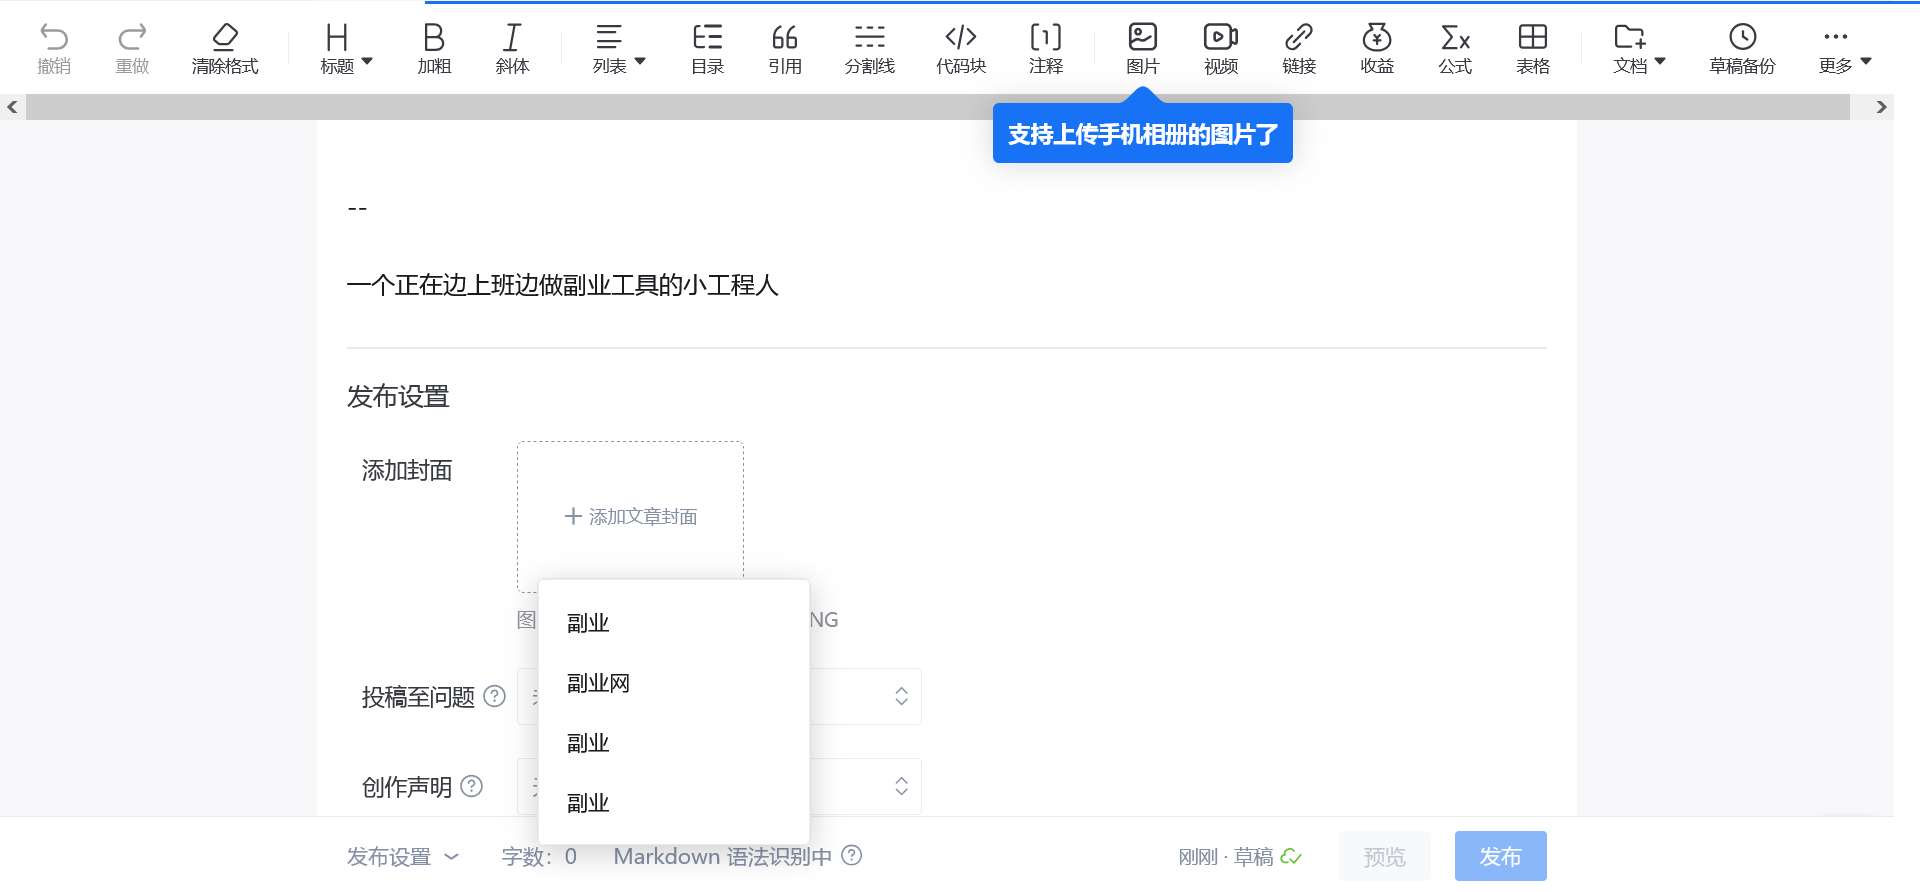 撤销 重做 清除格式 标题 加粗 斜体 列表 目录 引用 分割线 代码块 注释 图片 视频 链接 收益 公式 表格 文档 草稿备份 更多
支持上传手机相册的图片了
--
一个正在边上班边做副业工具的小工程人
发布设置
添加封面
添加文章封面
图
NG
副业
副业网
副业
副业
投稿至问题
创作声明
发布设置 字数：0 Markdown 语法识别中 刚刚 · 草稿 预览 发布